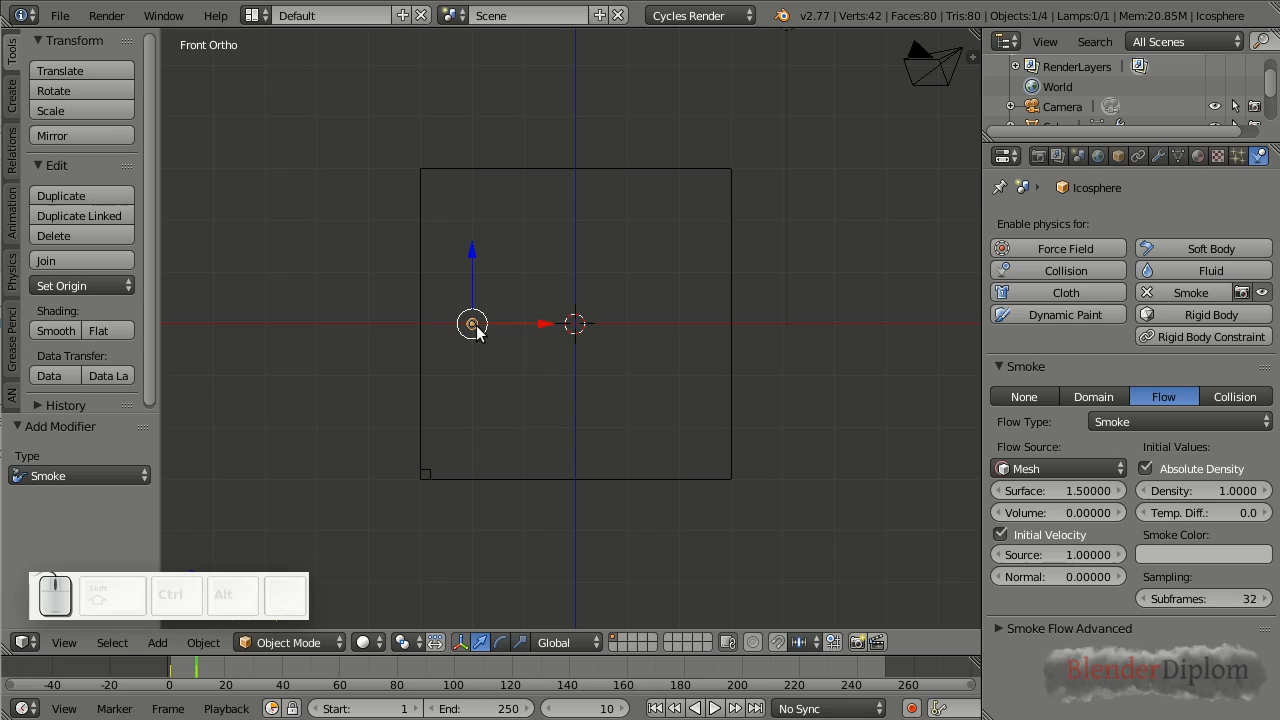 File Render Window Help Default Scene Cycles Render v2.77 | Verts:42 | Faces:80 | Tris:80 | Objects:1/4 | Lamps:0/1 | Mem:20.85M | Icosphere
Tools
Create
Relations
Animation
Physics
Grease Penci
AN
Transform
Translate
Rotate
Scale
Mirror
Edit
Duplicate
Duplicate Linked
Delete
Join
Set Origin
Shading:
Smooth Flat
Data Transfer:
Data Data La
History
Add Modifier
Type
Smoke
Shift
Ctrl
Alt
Front Ortho
View Search All Scenes
RenderLayers
World
Camera
Icosphere
Enable physics for:
Force Field Soft Body
Collision Fluid
Cloth Smoke
Dynamic Paint Rigid Body
Rigid Body Constraint
Smoke
None Domain Flow Collision
Flow Type: Smoke
Flow Source: Initial Values:
Mesh Absolute Density
Surface: 1.50000 Density: 1.0000
Volume: 0.00000 Temp. Diff.: 0.0
Initial Velocity Smoke Color:
Source: 1.00000
Normal: 0.00000 Sampling:
Subframes: 32
Smoke Flow Advanced
BlenderDiplom
View Select Add Object Object Mode Global
-40 -20 0 20 40 60 80 100 120 140 160 180 200 220 240 260
View Marker Frame Playback Start: 1 End: 250 10 No Sync